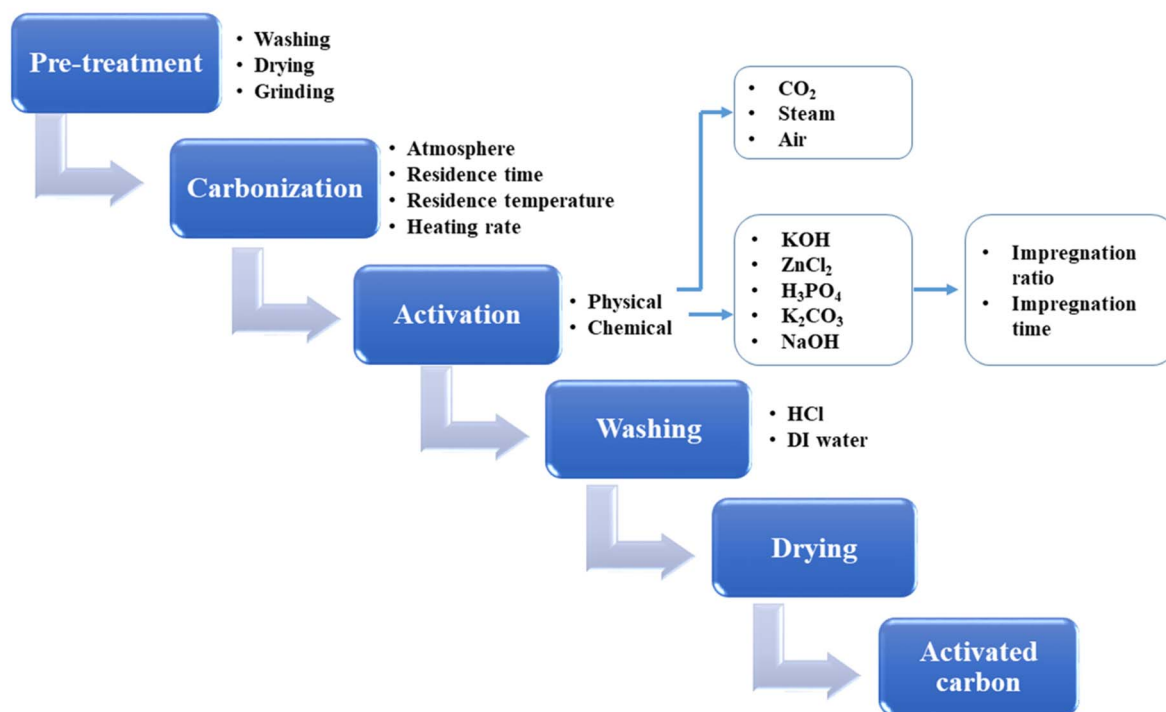 Pre-treatment
• Washing
• Drying
• Grinding
Carbonization
• Atmosphere
• Residence time
• Residence temperature
• Heating rate
Activation
• Physical
• Chemical
• CO₂
• Steam
• Air
• KOH
• ZnCl₂
• H₃PO₄
• K₂CO₃
• NaOH
• Impregnation
ratio
• Impregnation
time
Washing
• HCl
• DI water
Drying
Activated
carbon